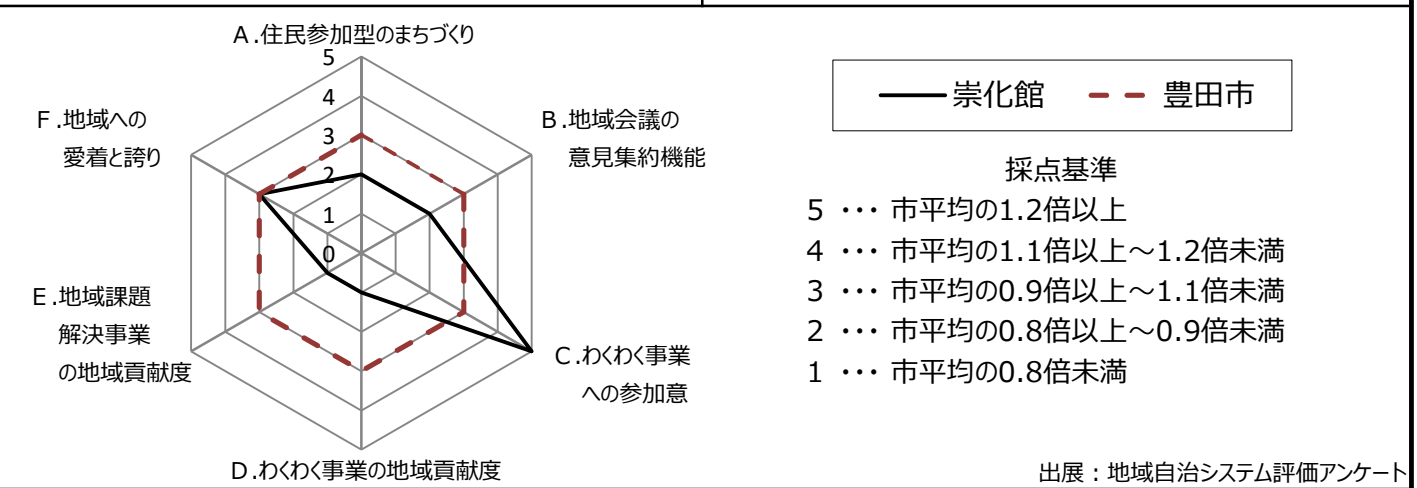 A.住民参加型のまちづくり
5
4
3
2
1
0
B.地域会議の
意見集約機能
C.わくわく事業
への参加意
D.わくわく事業の地域貢献度
E.地域課題
解決事業
の地域貢献度
F.地域への
愛着と誇り
崇化館 豊田市
採点基準
5 ・・・ 市平均の1.2倍以上
4 ・・・ 市平均の1.1倍以上～1.2倍未満
3 ・・・ 市平均の0.9倍以上～1.1倍未満
2 ・・・ 市平均の0.8倍以上～0.9倍未満
1 ・・・ 市平均の0.8倍未満
出展：地域自治システム評価アンケート